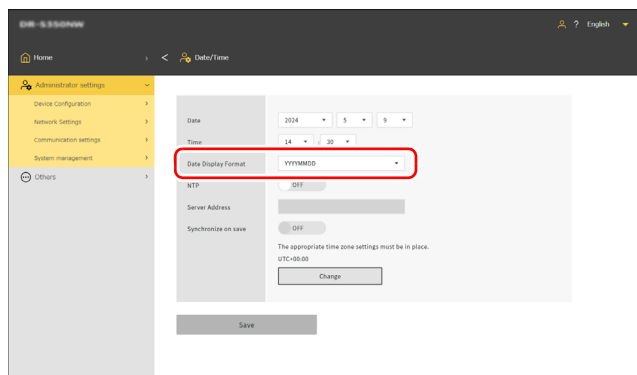 DR-S350NW
? English
Home
Date/Time
Administrator settings
Device Configuration
Network Settings
Communication settings
System management
Others
Date 2024 5 9
Time 14 : 30
Date Display Format YYYYMMDD
NTP OFF
Server Address
Synchronize on save OFF
The appropriate time zone settings must be in place.
UTC+00:00
Change
Save